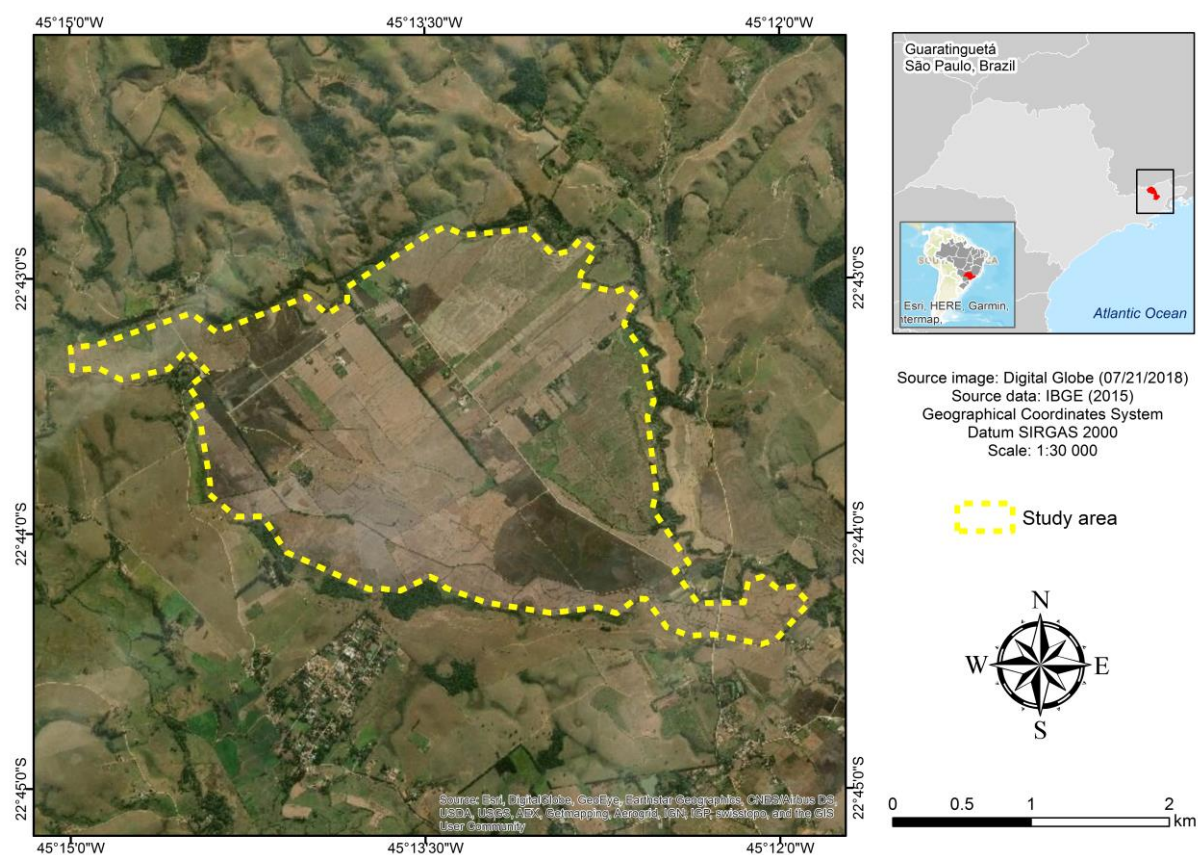 45°15'0"W
45°13'30"W
45°12'0"W
22°43'0"S
22°43'0"S
22°44'0"S
22°44'0"S
22°45'0"S
22°45'0"S
Source: Esri, DigitalGlobe, GeoEye, Earthstar Geographics, CNES/Airbus DS,
USDA, USGS, AEX, Getmapping, Aerogrid, IGN, IGP, swisstopo, and the GIS
User Community
45°15'0"W
45°13'30"W
45°12'0"W
Guaratinguetá
São Paulo, Brazil
Esri, HERE, Garmin,
ntermap,
Atlantic Ocean
Source image: Digital Globe (07/21/2018)
Source data: IBGE (2015)
Geographical Coordinates System
Datum SIRGAS 2000
Scale: 1:30 000
Study area
N
W
E
S
0 0.5 1 2
km